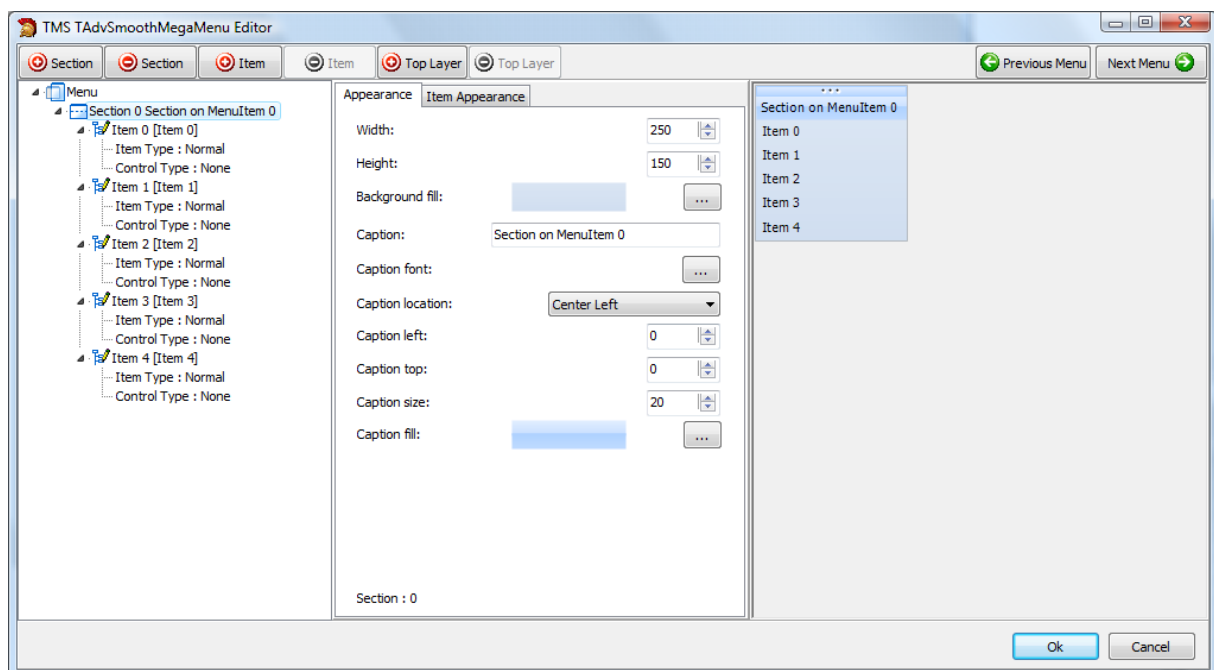 TMS TAdvSmoothMegaMenu Editor
Section Section Item Item Top Layer Top Layer Previous Menu Next Menu
Menu
Section 0 Section on MenuItem 0
Item 0 [Item 0]
Item Type : Normal
Control Type : None
Item 1 [Item 1]
Item Type : Normal
Control Type : None
Item 2 [Item 2]
Item Type : Normal
Control Type : None
Item 3 [Item 3]
Item Type : Normal
Control Type : None
Item 4 [Item 4]
Item Type : Normal
Control Type : None
Appearance Item Appearance
Width: 250
Height: 150
Background fill: ...
Caption: Section on MenuItem 0
Caption font: ...
Caption location: Center Left
Caption left: 0
Caption top: 0
Caption size: 20
Caption fill: ...
Section : 0
Section on MenuItem 0
Item 0
Item 1
Item 2
Item 3
Item 4
Ok Cancel